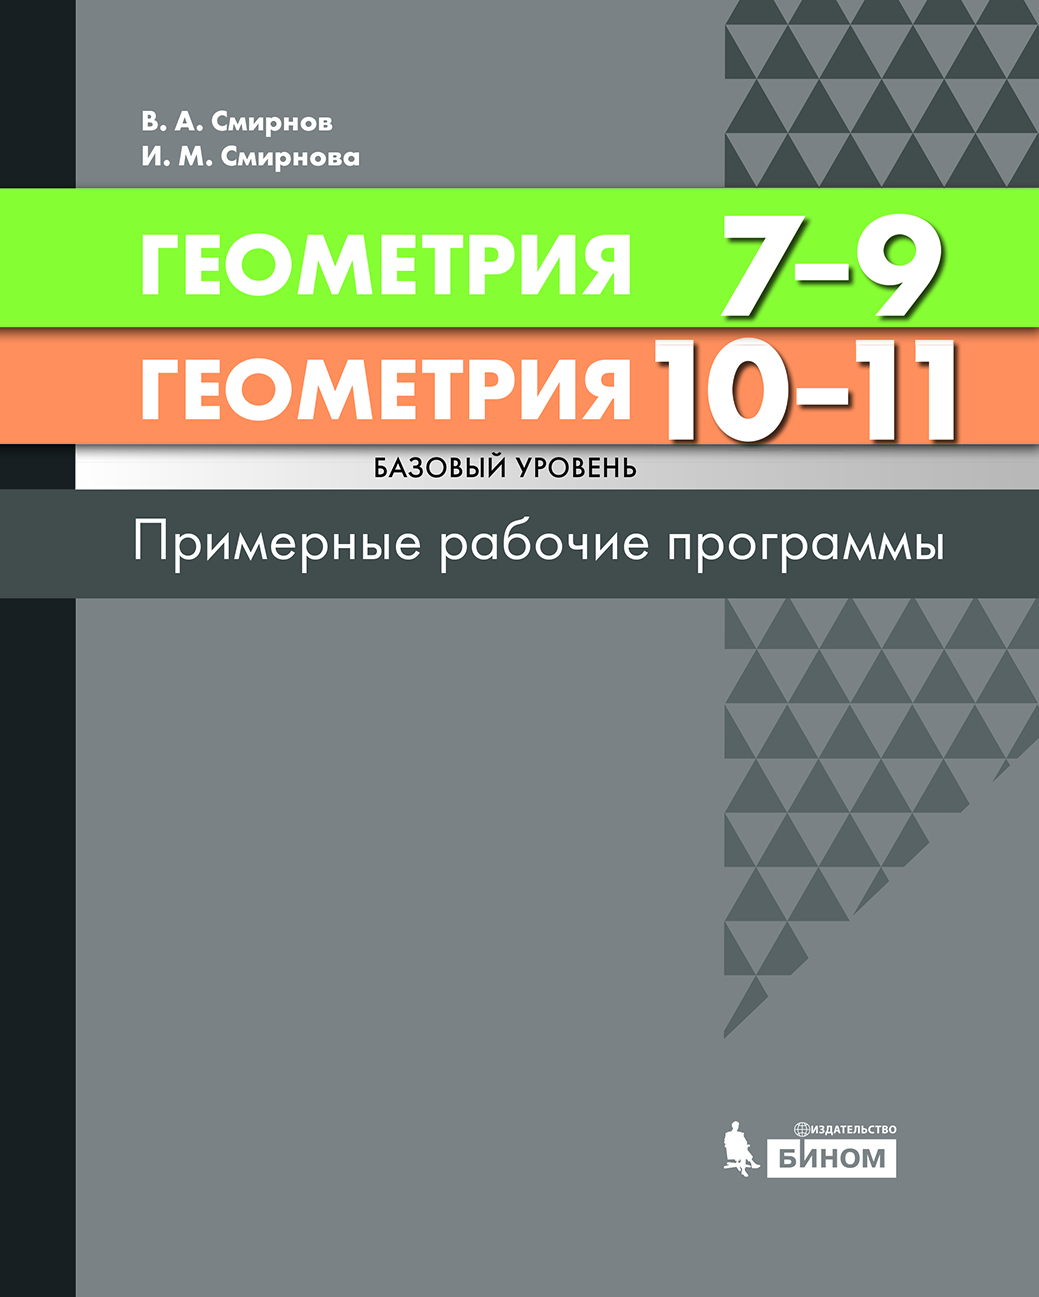 В. А. Смирнов
И. М. Смирнова
ГЕОМЕТРИЯ 7–9
ГЕОМЕТРИЯ 10–11
БАЗОВЫЙ УРОВЕНЬ
Примерные рабочие программы
ИЗДАТЕЛЬСТВО
БИНОМ